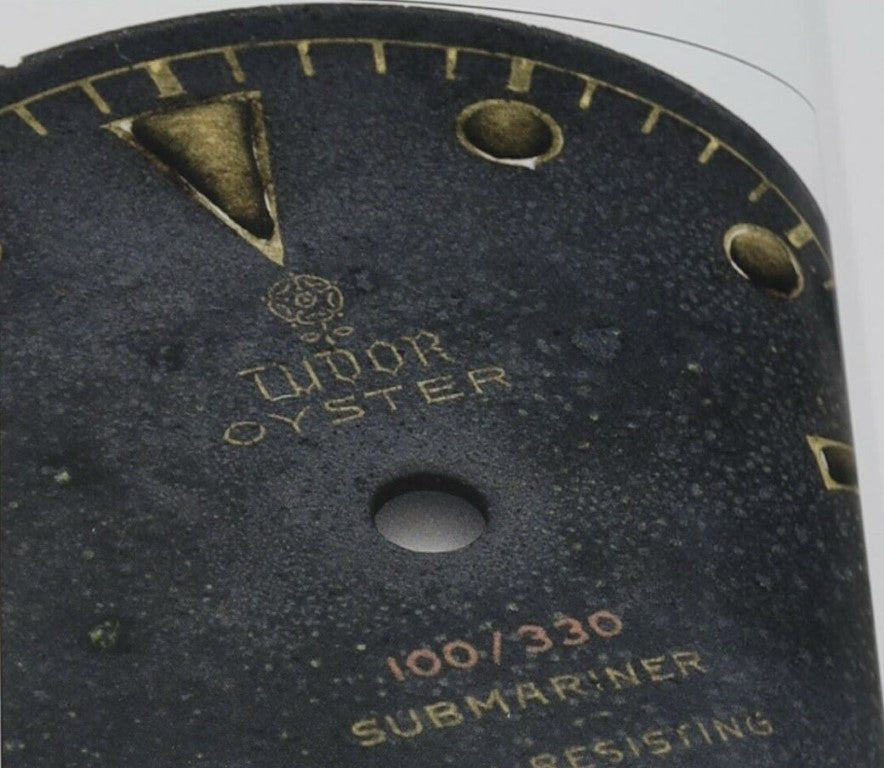 TUDOR
OYSTER
100/330
SUBMARINER
RESISTING